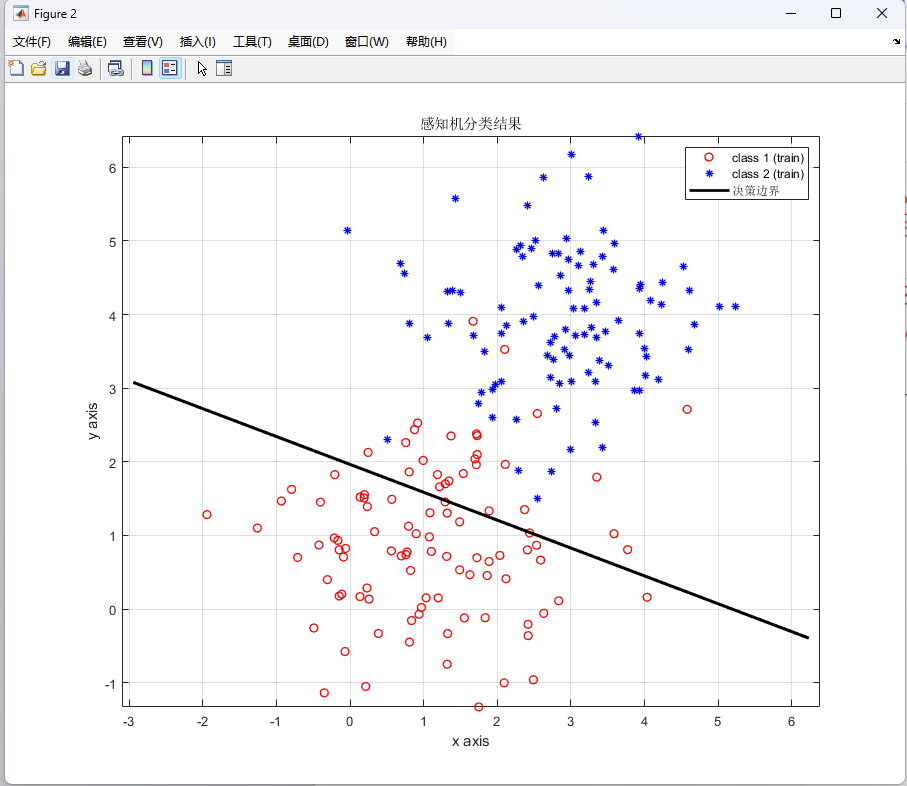 Figure 2
文件(F) 编辑(E) 查看(V) 插入(I) 工具(T) 桌面(D) 窗口(W) 帮助(H)
感知机分类结果
class 1 (train)
class 2 (train)
决策边界
6
5
4
3
2
1
0
-1
y axis
-3 -2 -1 0 1 2 3 4 5 6
x axis